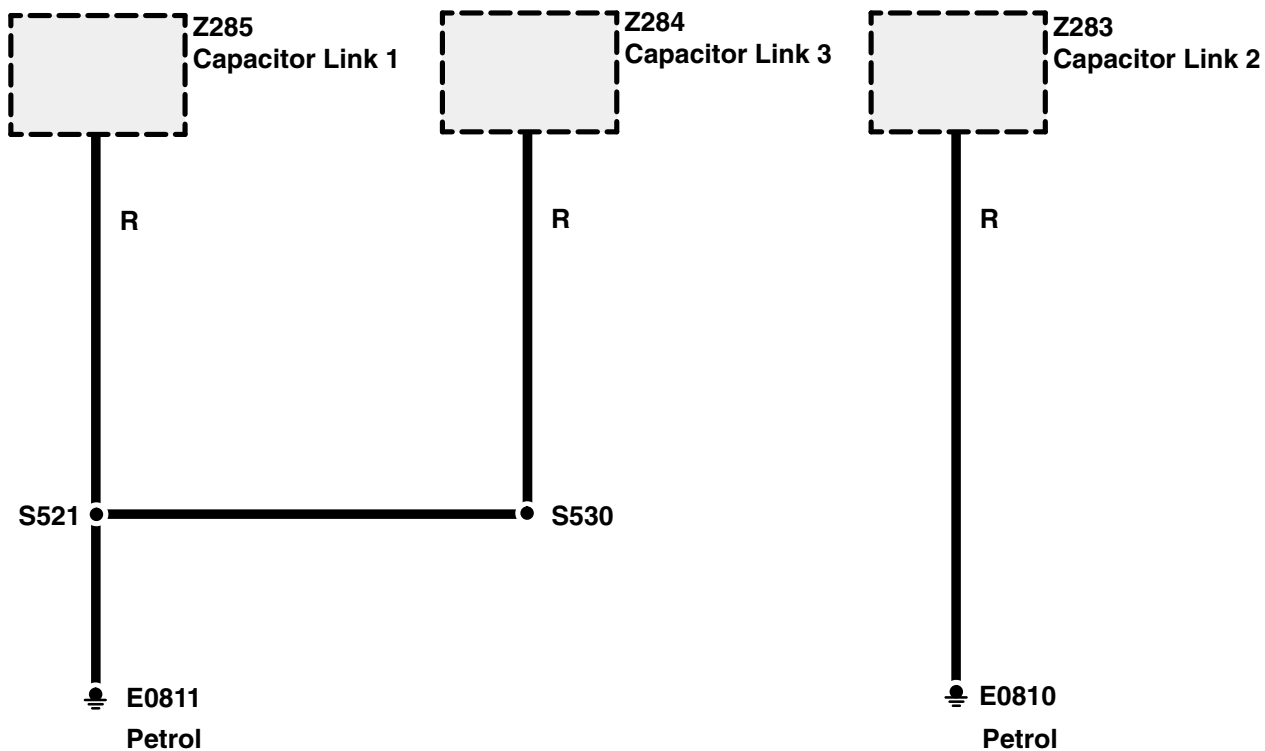 Z285
Capacitor Link 1
Z284
Capacitor Link 3
Z283
Capacitor Link 2
R
R
R
S521
S530
E0811
Petrol
E0810
Petrol